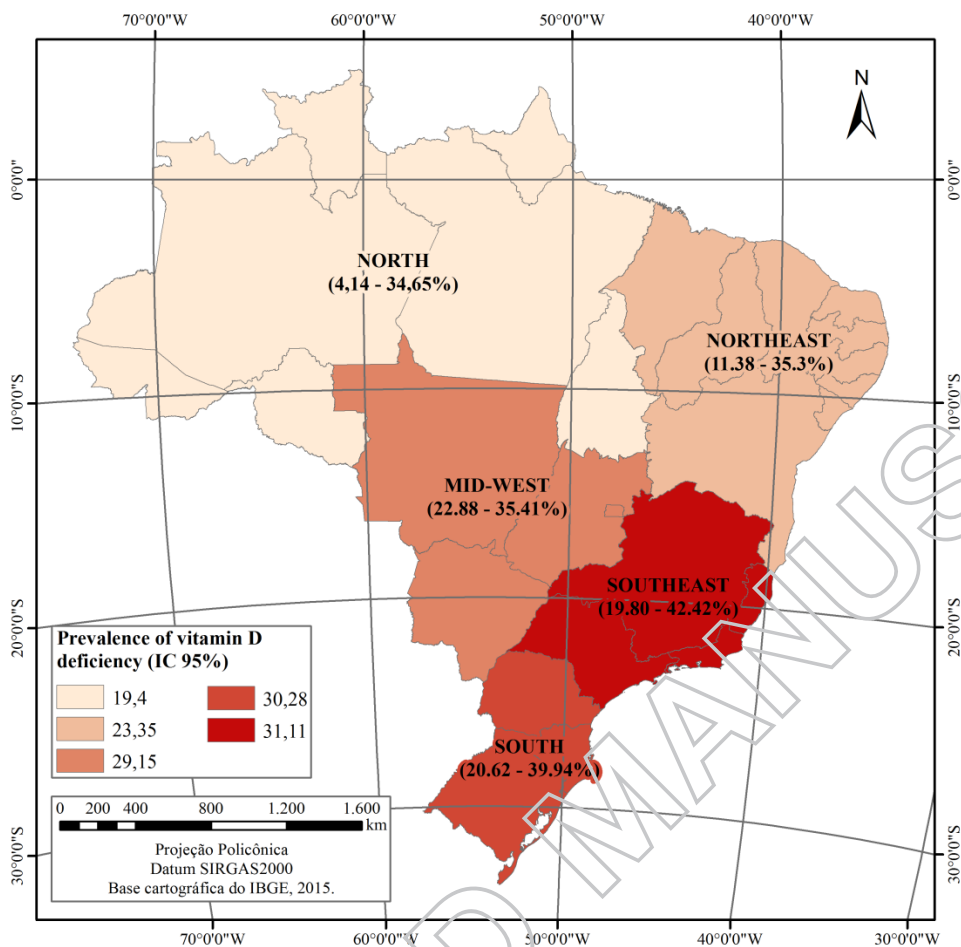 70°0'0"W 60°0'0"W 50°0'0"W 40°0'0"W
N
0°0'0"
0°0'0"
NORTH
(4,14 - 34,65%)
NORTHEAST
(11.38 - 35.3%)
10°0'0"S
10°0'0"S
MID-WEST
(22.88 - 35.41%)
SOUTHEAST
(19.80 - 42.42%)
20°0'0"S
20°0'0"S
Prevalence of vitamin D
deficiency (IC 95%)
19,4 30,28
23,35 31,11
29,15
SOUTH
(20.62 - 39.94%)
0 200 400 800 1.200 1.600
km
Projeção Policônica
Datum SIRGAS2000
Base cartográfica do IBGE, 2015.
30°0'0"S
30°0'0"S
70°0'0"W 60°0'0"W 50°0'0"W 40°0'0"W 30°0'0"W
D MANUS